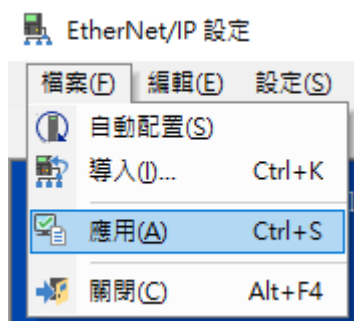 EtherNet/IP 設定
檔案(F) 編輯(E) 設定(S)
自動配置(S)
導入(I)... Ctrl+K
應用(A) Ctrl+S
關閉(C) Alt+F4